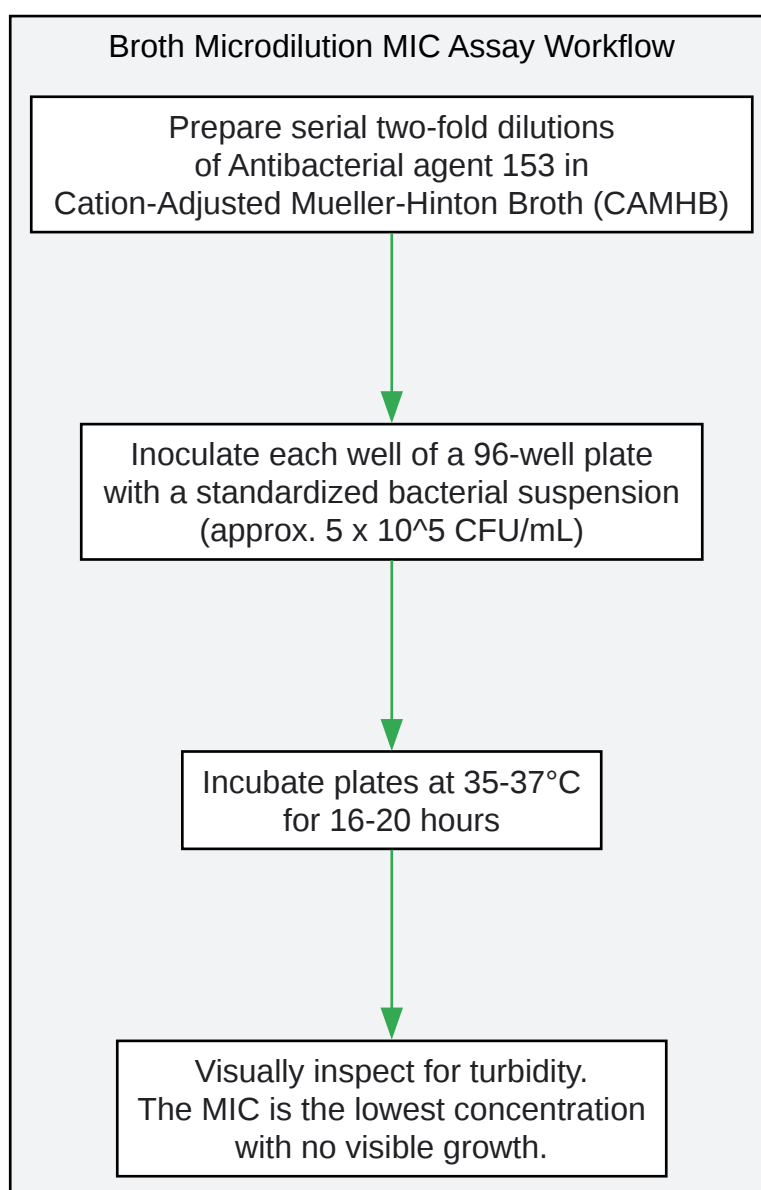 Broth Microdilution MIC Assay Workflow
Prepare serial two-fold dilutions
of Antibacterial agent 153 in
Cation-Adjusted Mueller-Hinton Broth (CAMHB)
Inoculate each well of a 96-well plate
with a standardized bacterial suspension
(approx. 5 x 10^5 CFU/mL)
Incubate plates at 35-37°C
for 16-20 hours
Visually inspect for turbidity.
The MIC is the lowest concentration
with no visible growth.